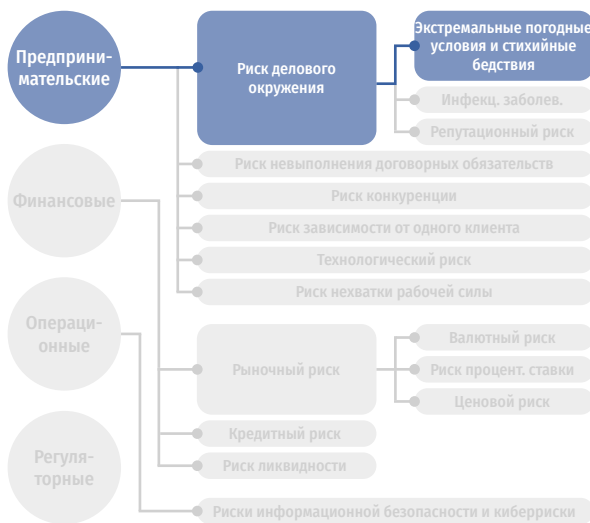 Предприни-
мательские
Риск делового
окружения
Экстремальные погодные
условия и стихийные
бедствия
Инфекц. заболев.
Репутационный риск
Риск невыполнения договорных обязательств
Риск конкуренции
Риск зависимости от одного клиента
Технологический риск
Риск нехватки рабочей силы
Финансовые
Рыночный риск
Валютный риск
Риск процент. ставки
Ценовой риск
Кредитный риск
Риск ликвидности
Операци-
онные
Риски информационной безопасности и киберриски
Регуля-
торные